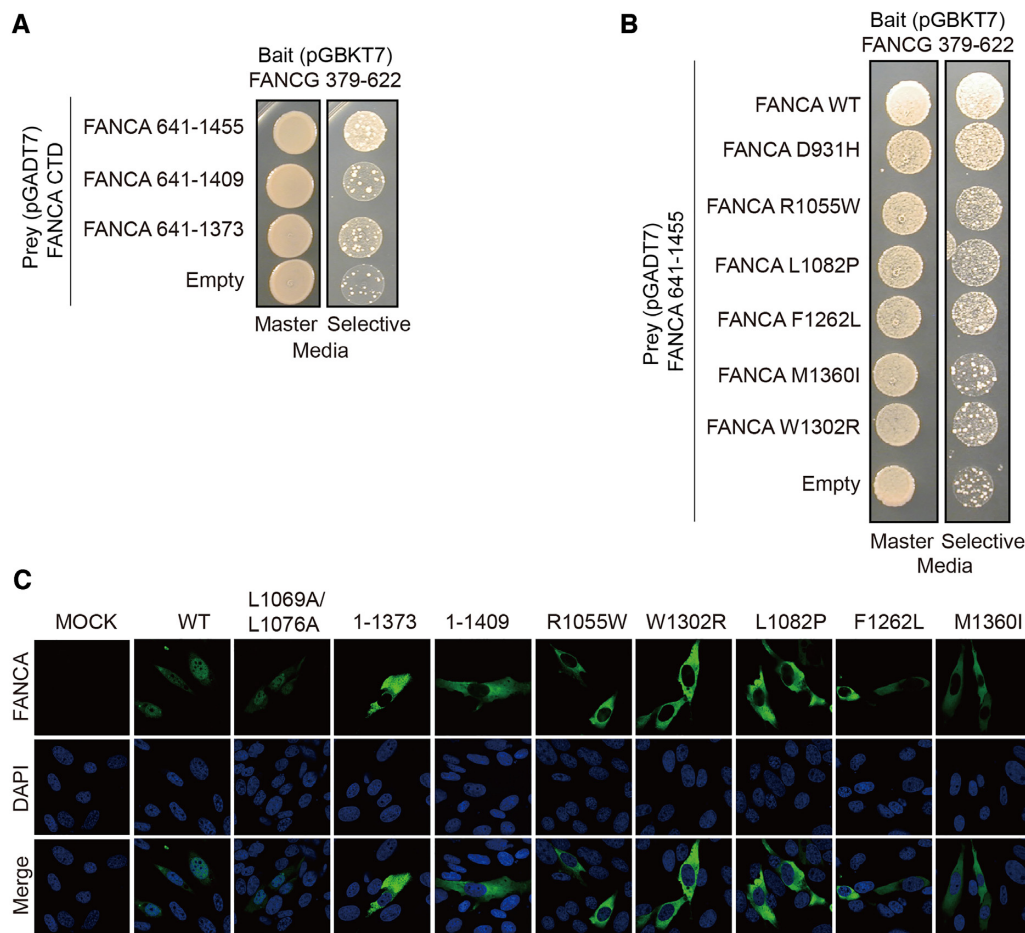 A
Bait (pGBKT7)
FANCG 379-622
Prey (pGADT7)
FANCA CTD
FANCA 641-1455
FANCA 641-1409
FANCA 641-1373
Empty
Master Selective
Media
B
Bait (pGBKT7)
FANCG 379-622
Prey (pGADT7)
FANCA 641-1455
FANCA WT
FANCA D931H
FANCA R1055W
FANCA L1082P
FANCA F1262L
FANCA M1360I
FANCA W1302R
Empty
Master Selective
Media
C
MOCK WT L1069A/ 1-1373 1-1409 R1055W W1302R L1082P F1262L M1360I
L1076A
FANCA
DAPI
Merge